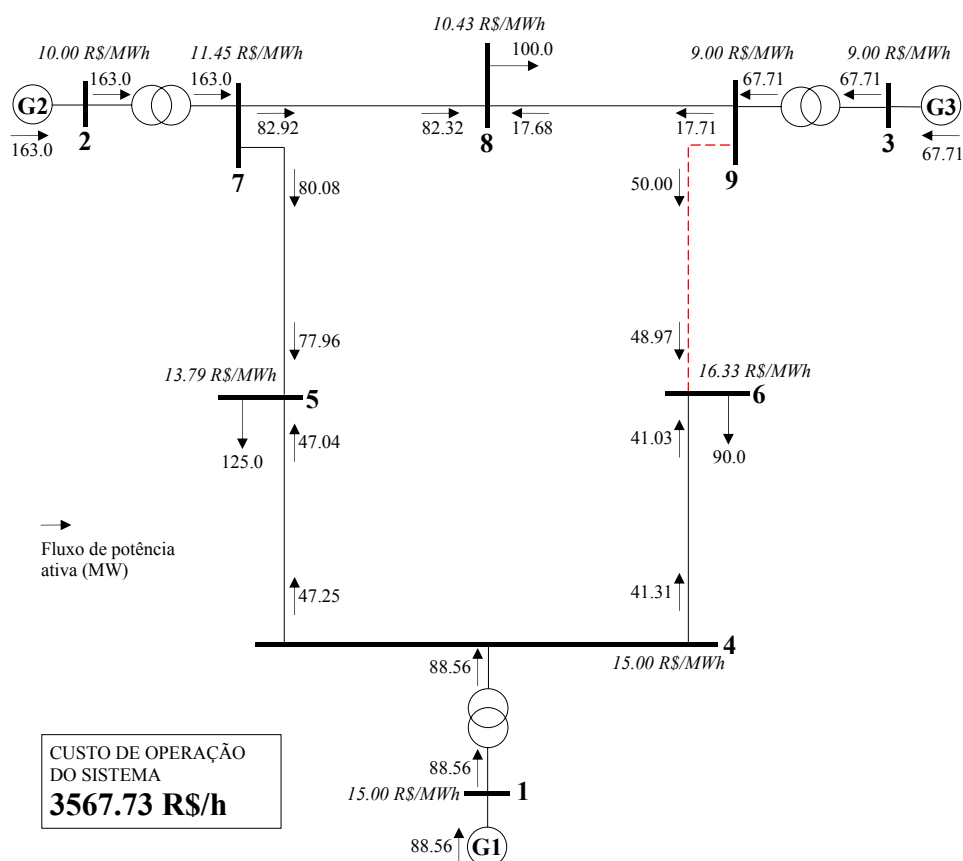 10.43 R$/MWh
10.00 R$/MWh
11.45 R$/MWh
9.00 R$/MWh
9.00 R$/MWh
100.0
163.0
163.0
67.71
67.71
G2
G3
163.0
2
7
82.92
82.32
8
17.68
17.71
9
3
67.71
80.08
50.00
77.96
48.97
13.79 R$/MWh
5
16.33 R$/MWh
6
125.0
47.04
41.03
90.0
Fluxo de potência
ativa (MW)
47.25
41.31
4
88.56
15.00 R$/MWh
CUSTO DE OPERAÇÃO
DO SISTEMA
3567.73 R$/h
88.56
15.00 R$/MWh
1
88.56
G1